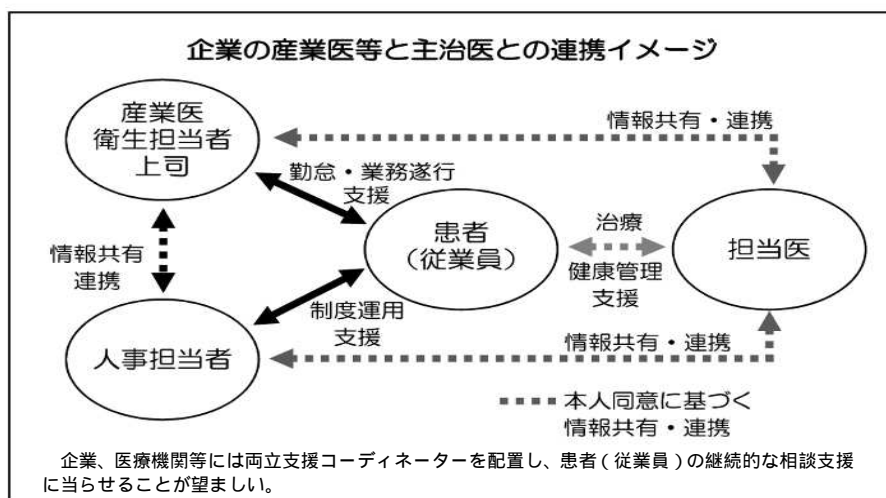 企業の産業医等と主治医との連携イメージ
産業医
衛生担当者
上司
情報共有・連携
勤怠・業務遂行
支援
患者
(従業員)
治療
健康管理
支援
担当医
情報共有
連携
制度運用
支援
人事担当者
情報共有・連携
本人同意に基づく
情報共有・連携
企業、医療機関等には両立支援コーディネーターを配置し、患者(従業員)の継続的な相談支援
に当らせることが望ましい。